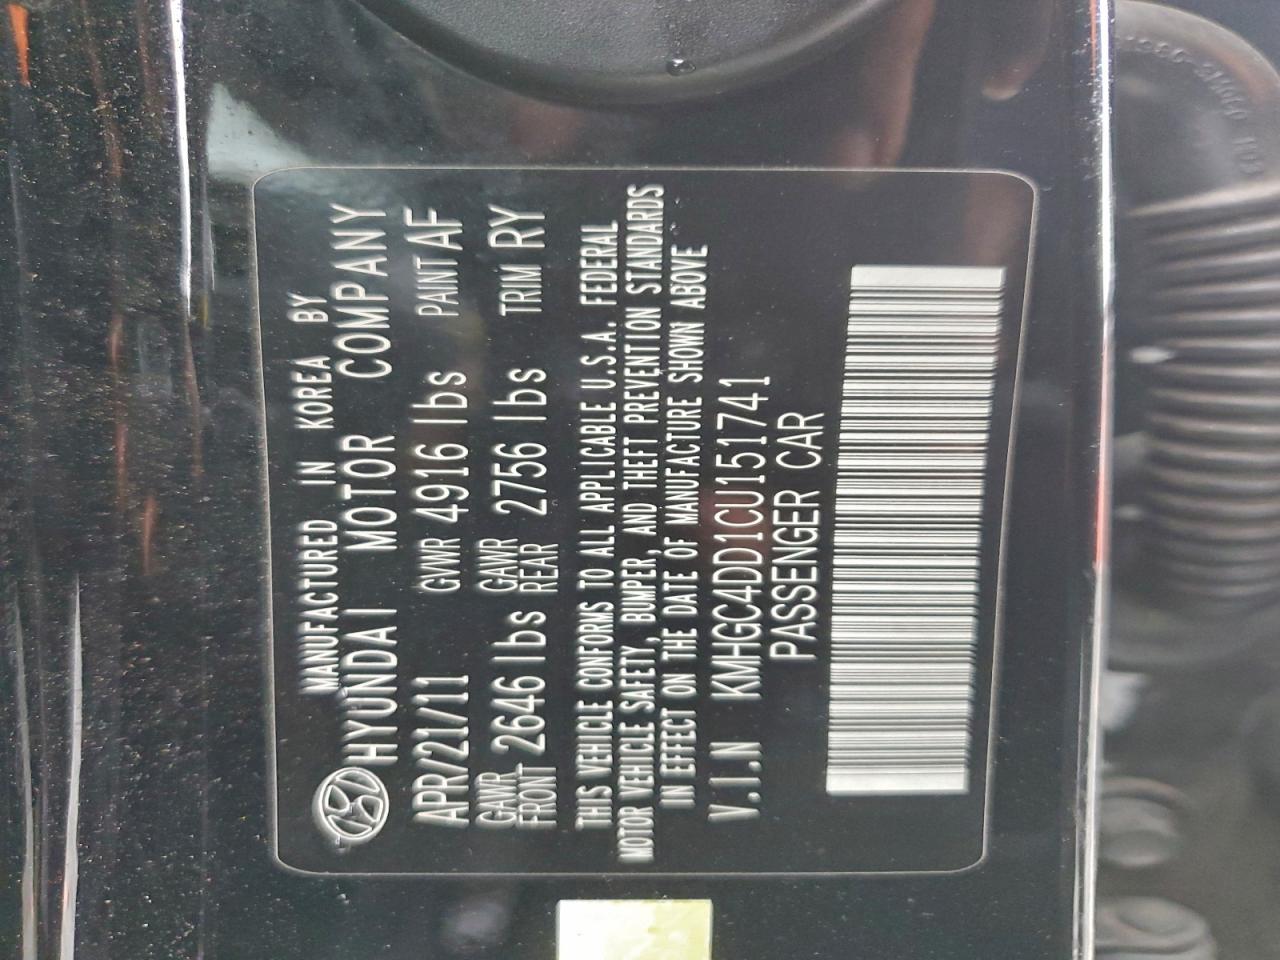 MANUFACTURED IN KOREA BY
HYUNDAI MOTOR COMPANY
APR/21/11 GVWR 4916 lbs PAINT AF
GAWR FRONT 2646 lbs GAWR REAR 2756 lbs TRIM RY
THIS VEHICLE CONFORMS TO ALL APPLICABLE U.S.A. FEDERAL
MOTOR VEHICLE SAFETY, BUMPER, AND THEFT PREVENTION STANDARDS
IN EFFECT ON THE DATE OF MANUFACTURE SHOWN ABOVE
V.I.N KMHGC4DD1CU151741
PASSENGER CAR